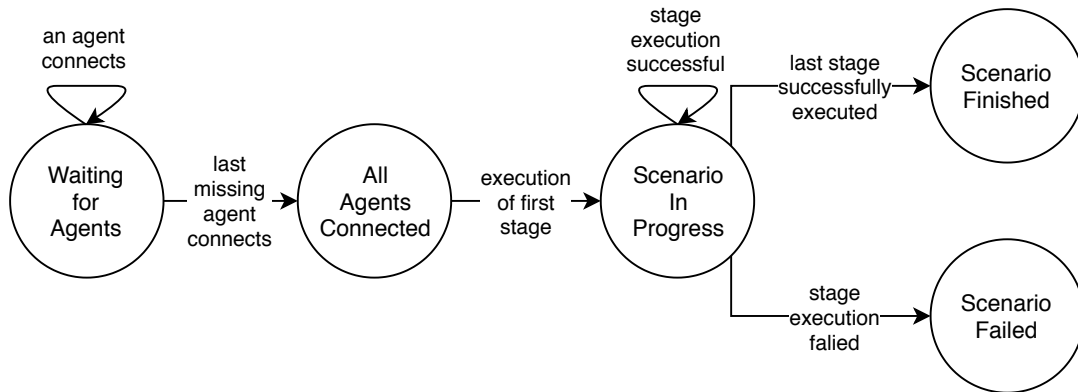 an agent
connects
Waiting
for
Agents
last
missing
agent
connects
All
Agents
Connected
execution
of first
stage
stage
execution
successful
Scenario
In
Progress
last stage
successfully
executed
Scenario
Finished
stage
execution
falied
Scenario
Failed